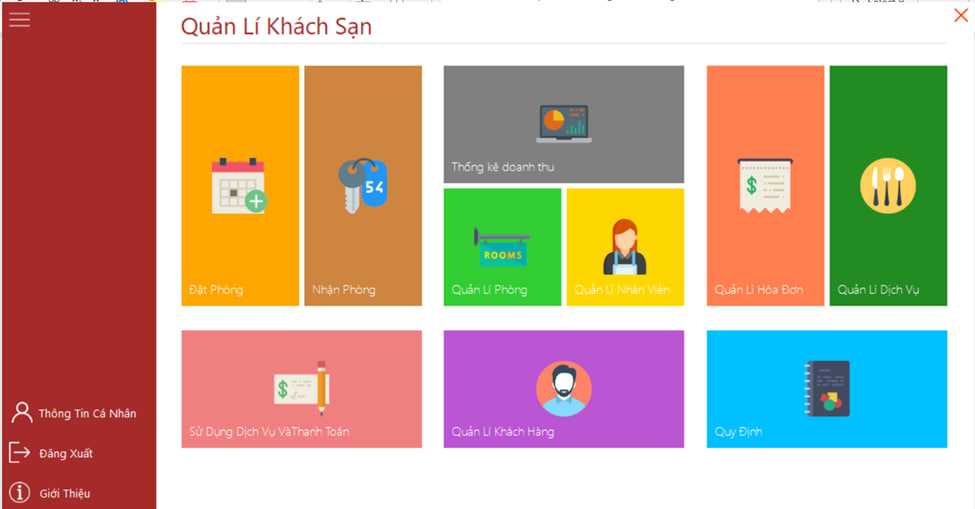 Quản Lí Khách Sạn
Thống kê doanh thu
54
ROOMS
Đặt Phòng
Nhận Phòng
Quản Lí Phòng
Quản Lí Nhân Viên
Quản Lí Hóa Đơn
Quản Lí Dịch Vụ
Sử Dụng Dịch Vụ VàThanh Toán
Quản Lí Khách Hàng
Quy Định
Thông Tin Cá Nhân
Đăng Xuất
Giới Thiệu